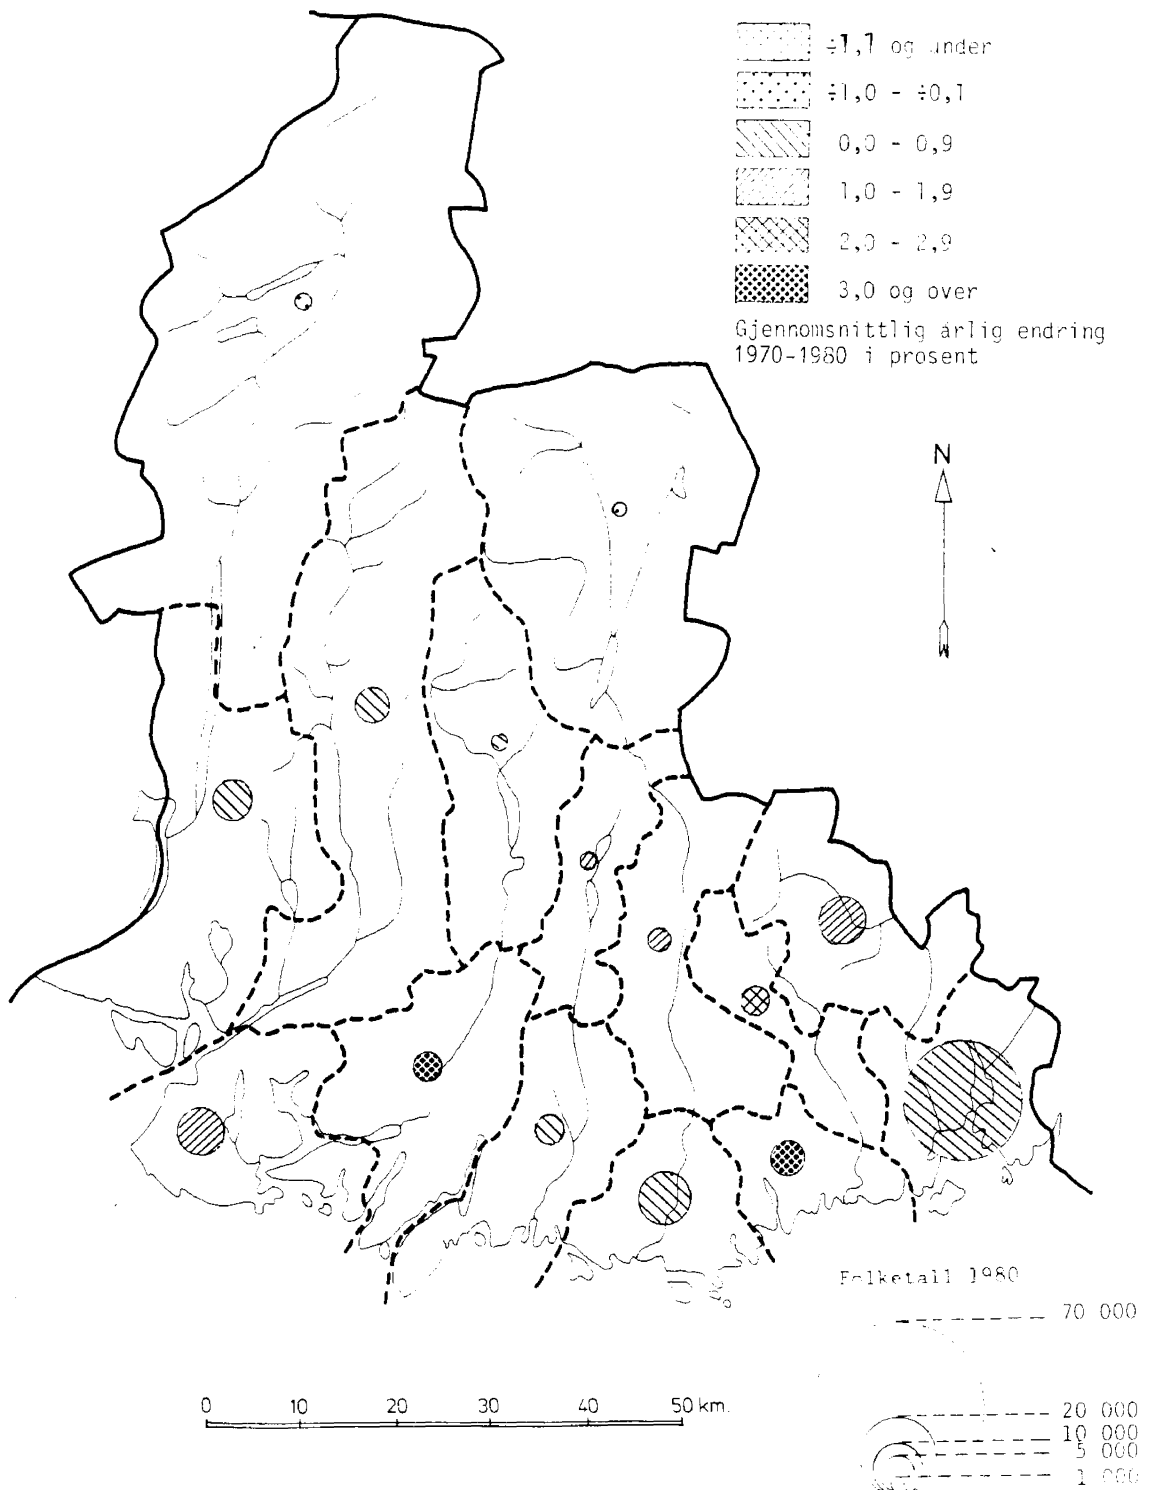 ÷1,1 og under
÷1,0 - ÷0,1
0,0 - 0,9
1,0 - 1,9
2,0 - 2,9
3,0 og over
Gjennomsnittlig årlig endring
1970-1980 i prosent
N
Folketall 1980
70 000
20 000
10 000
5 000
1 000
0 10 20 30 40 50 km.